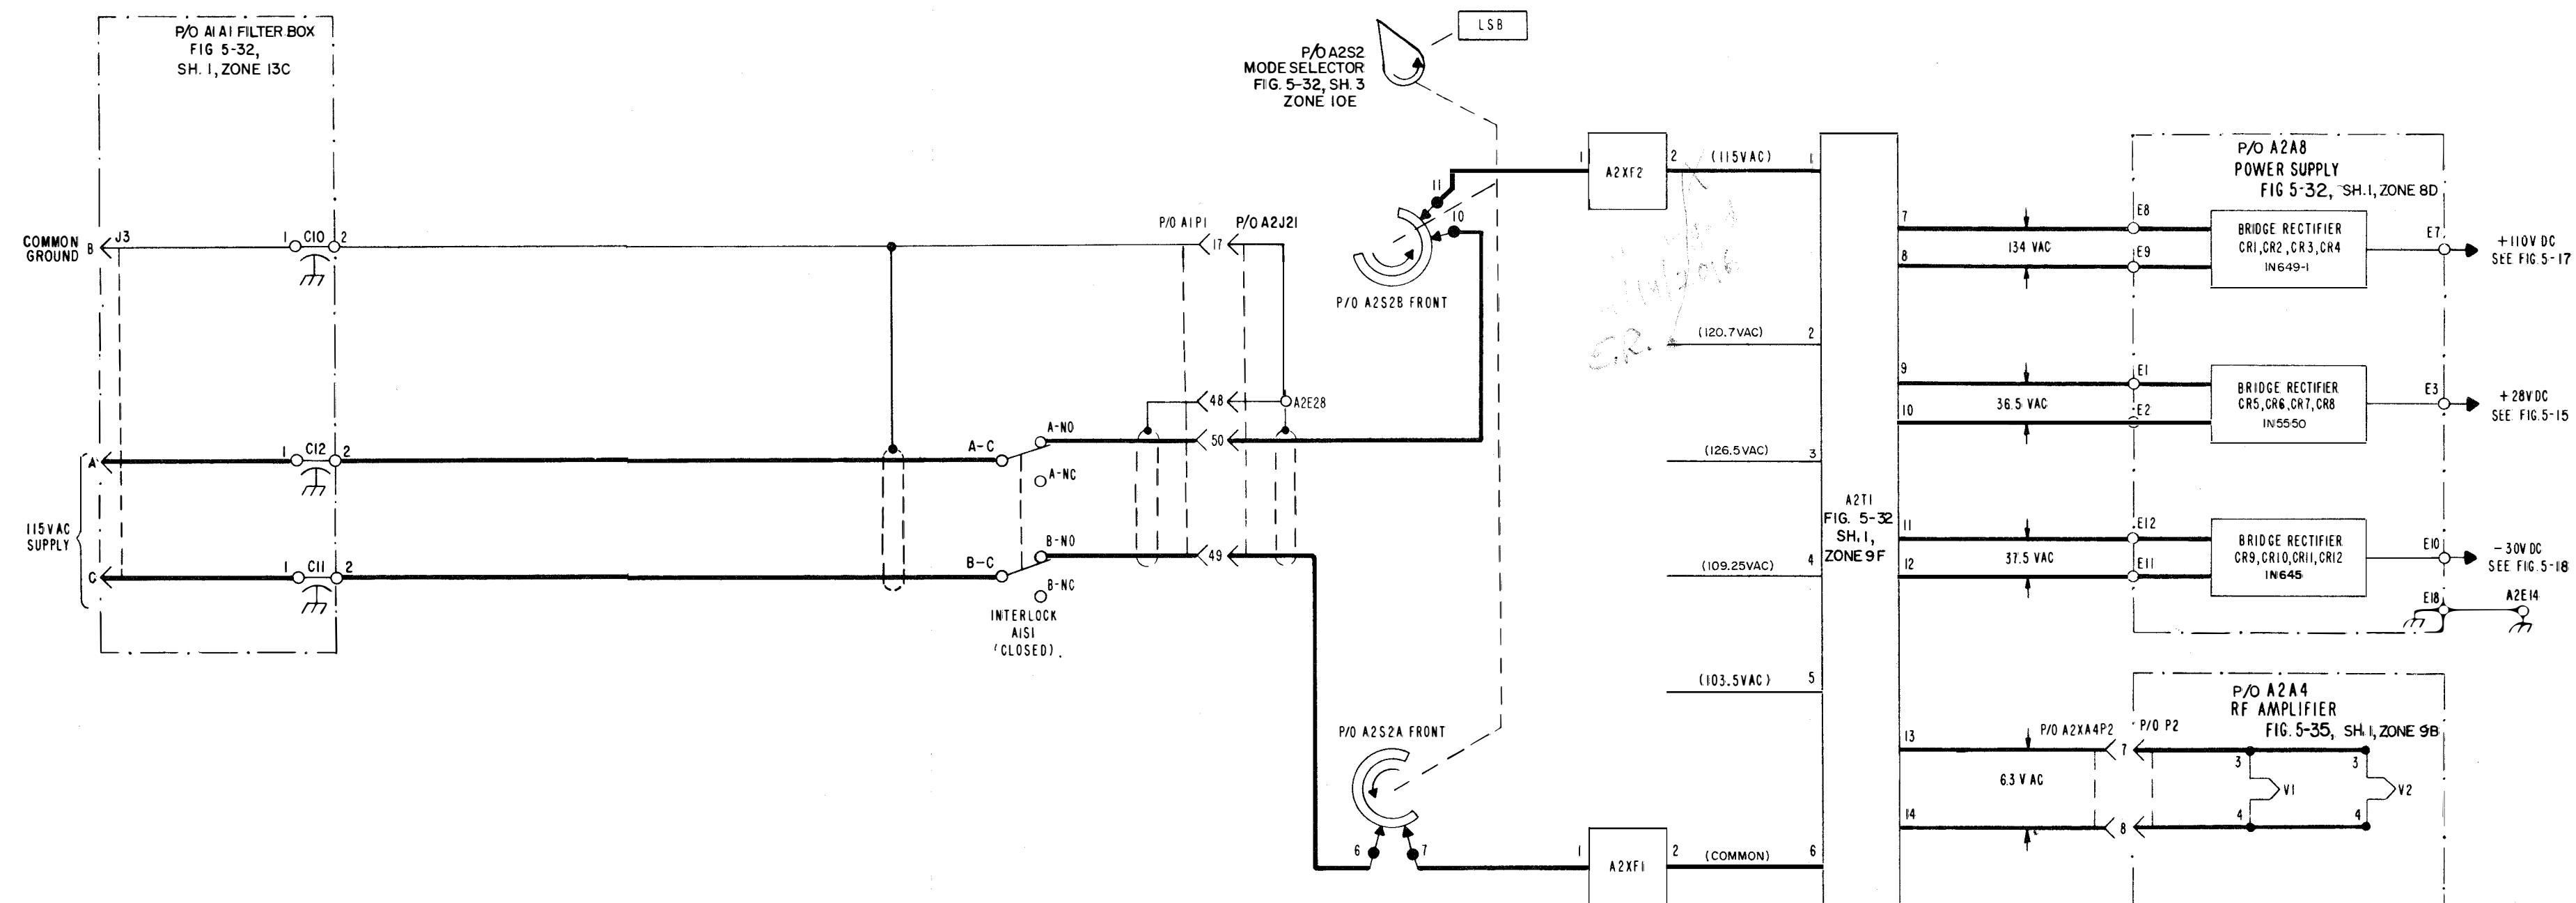 P/O A1A1 FILTER BOX
FIG 5-32,
SH. 1, ZONE 13C
COMMON
GROUND
B
J3
1
C10
2
A
1
C12
2
115VAC
SUPPLY
C
1
C11
2
A-C
A-NO
A-NC
B-C
B-NO
B-NC
INTERLOCK
A1S1
(CLOSED).
P/O A1P1
P/O A2J21
17
48
A2E28
50
49
P/O A2S2
MODE SELECTOR
FIG. 5-32, SH. 3
ZONE 10E
LSB
11
10
P/O A2S2B FRONT
P/O A2S2A FRONT
6
7
1
A2XF2
2
(115VAC)
1
(120.7VAC)
2
(126.5VAC)
3
(109.25VAC)
4
(103.5VAC)
5
1
A2XF1
2
(COMMON)
6
A2T1
FIG. 5-32
SH. 1,
ZONE 9F
7
134 VAC
8
9
36.5 VAC
10
11
37.5 VAC
12
13
6.3 VAC
14
P/O A2A8
POWER SUPPLY
FIG 5-32, SH. 1, ZONE 8D
E8
E9
BRIDGE RECTIFIER
CR1, CR2, CR3, CR4
IN649-1
E7
+110V DC
SEE FIG. 5-17
E1
E2
BRIDGE RECTIFIER
CR5, CR6, CR7, CR8
IN5550
E3
+28V DC
SEE FIG. 5-15
E12
E11
BRIDGE RECTIFIER
CR9, CR10, CR11, CR12
IN645
E10
-30V DC
SEE FIG. 5-18
E18
A2E14
P/O A2A4
RF AMPLIFIER
FIG. 5-35, SH. 1, ZONE 9B
P/O A2XA4P2
P/O P2
7
8
3
V1
4
3
V2
4